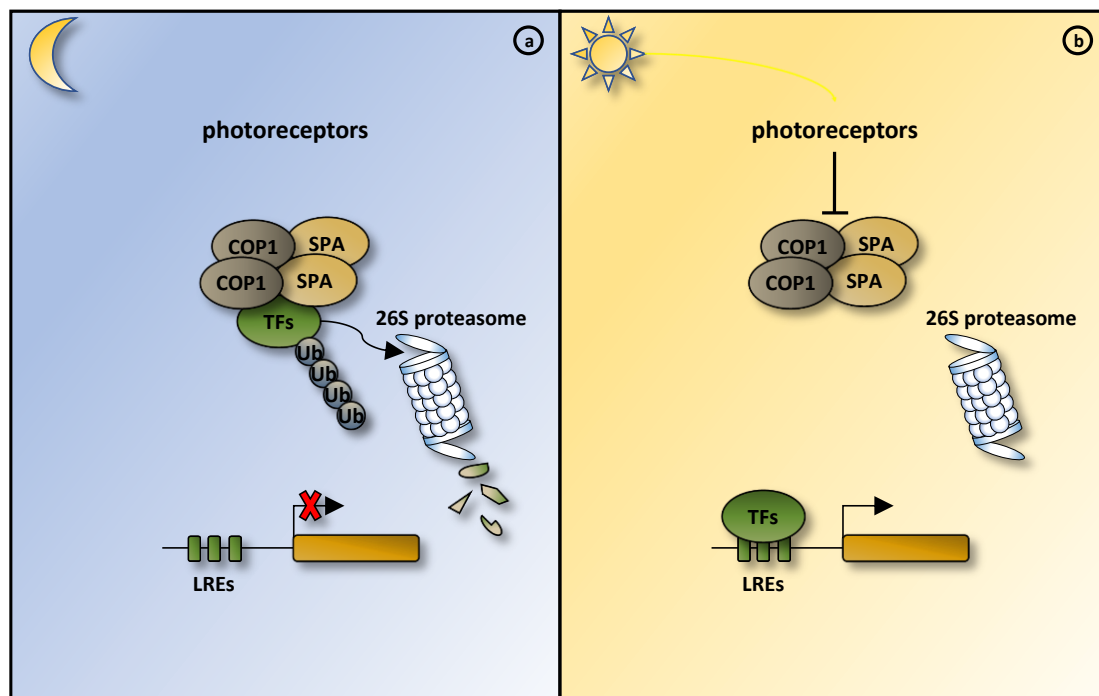 a
photoreceptors
COP1 SPA
COP1 SPA
TFs
26S proteasome
Ub
Ub
Ub
Ub
LREs
b
photoreceptors
COP1 SPA
COP1 SPA
26S proteasome
TFs
LREs